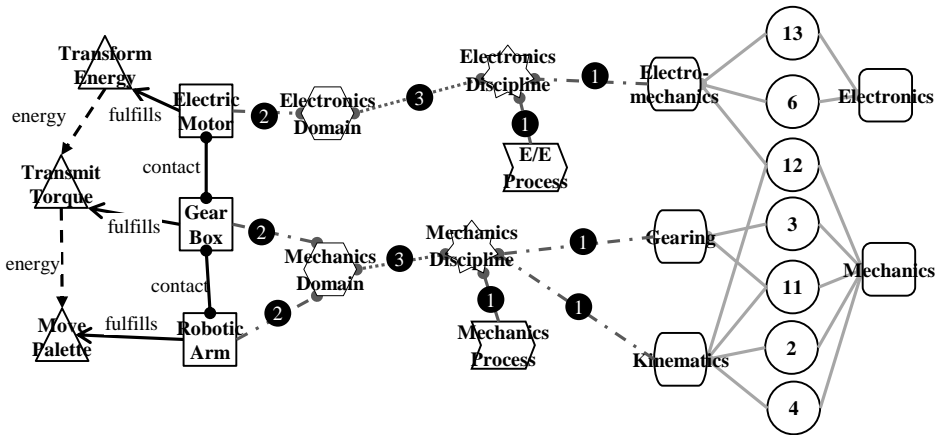 Transform
Energy
energy
fulfills
Transmit
Torque
energy
fulfills
Move
Palette
fulfills
Electric
Motor
contact
Gear
Box
contact
Robotic
Arm
2
2
2
Electronics
Domain
Mechanics
Domain
3
3
Electronics
Discipline
1
E/E
Process
Mechanics
Discipline
1
Mechanics
Process
1
1
1
Electro-
mechanics
Gearing
Kinematics
13
6
12
3
11
2
4
Electronics
Mechanics